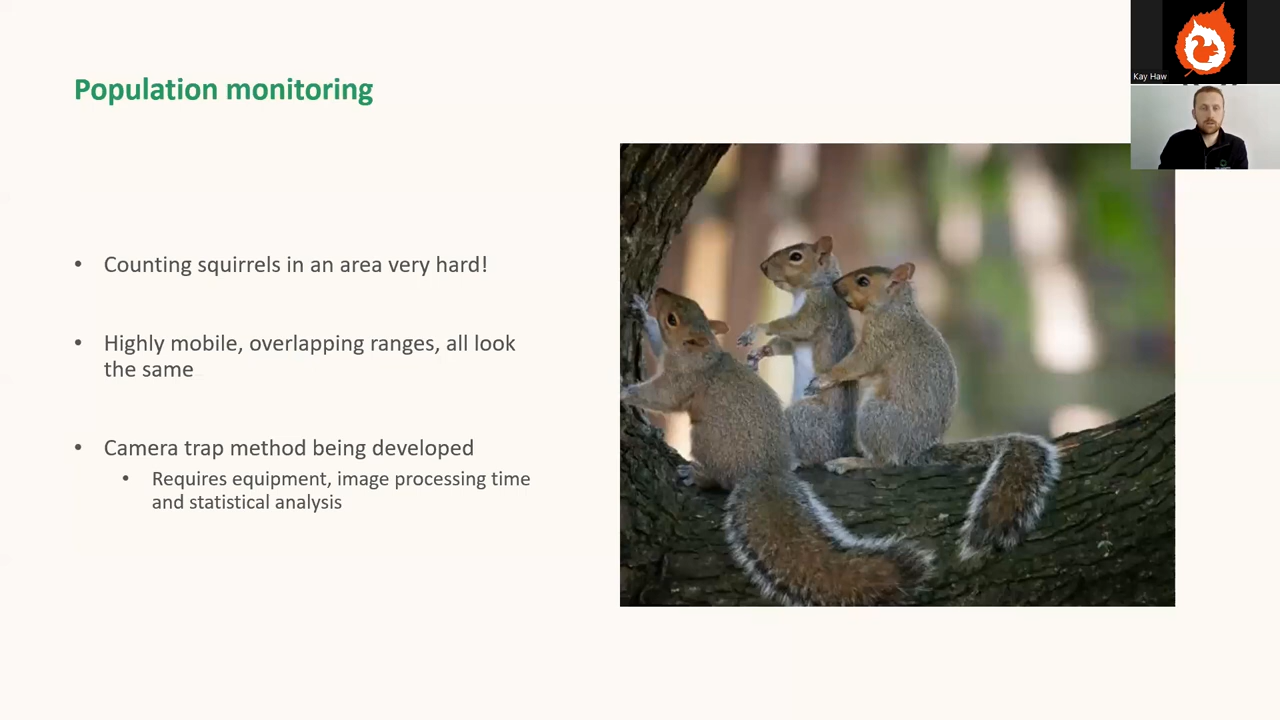 Population monitoring
Kay Haw
• Counting squirrels in an area very hard!
• Highly mobile, overlapping ranges, all look
the same
• Camera trap method being developed
• Requires equipment, image processing time
and statistical analysis